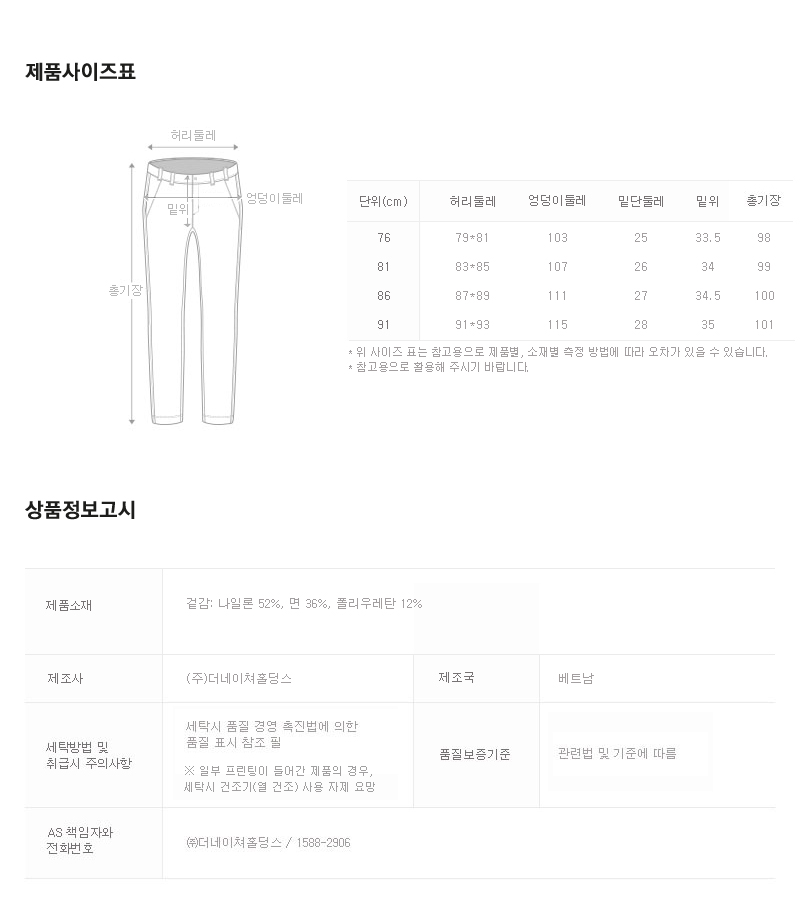 제품사이즈표
허리둘레
엉덩이둘레
밑위
총기장
단위(cm) 허리둘레 엉덩이둘레 밑단둘레 밑위 총기장
76 79*81 103 25 33.5 98
81 83*85 107 26 34 99
86 87*89 111 27 34.5 100
91 91*93 115 28 35 101
* 위 사이즈 표는 참고용으로 제품별, 소재별 측정 방법에 따라 오차가 있을 수 있습니다.
* 참고용으로 활용해 주시기 바랍니다.
상품정보고시
제품소재 겉감: 나일론 52%, 면 36%, 폴리우레탄 12%
제조사 (주)더네이쳐홀딩스 제조국 베트남
세탁방법 및
취급시 주의사항
세탁시 품질 경영 촉진법에 의한
품질 표시 참조 필
※ 일부 프린팅이 들어간 제품의 경우,
세탁시 건조기(열 건조) 사용 자제 요망
품질보증기준 관련법 및 기준에 따름
AS 책임자와
전화번호
㈜더네이쳐홀딩스 / 1588-2906